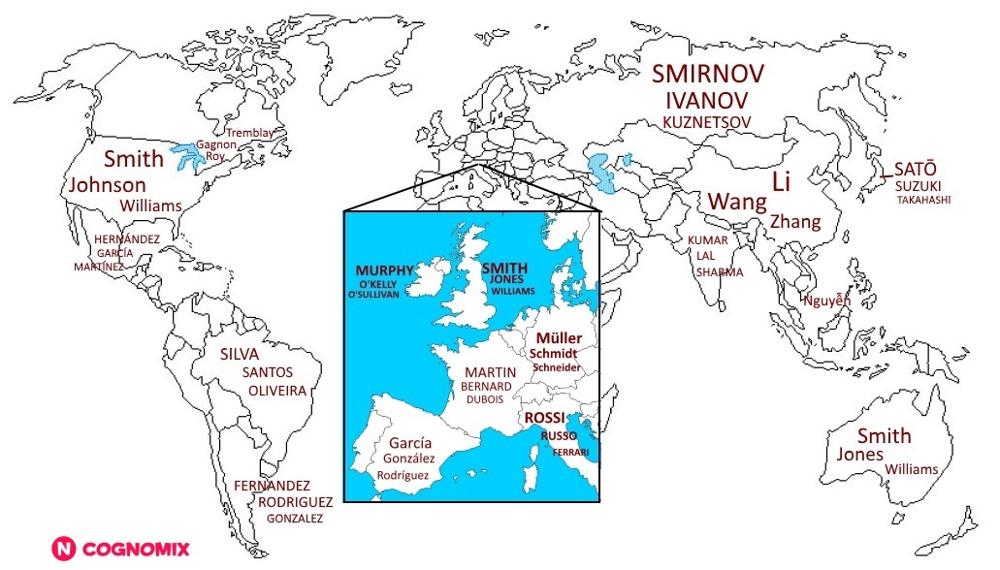 SMIRNOV
IVANOV
KUZNETSOV
Tremblay
Gagnon
Roy
Smith
Johnson
Williams
SATŌ
SUZUKI
TAKAHASHI
Li
Wang
Zhang
HERNÁNDEZ
GARCÍA
MARTÍNEZ
KUMAR
LAL
SHARMA
Nguyễn
MURPHY
O'KELLY
O'SULLIVAN
SMITH
JONES
WILLIAMS
Müller
Schmidt
Schneider
MARTIN
BERNARD
DUBOIS
ROSSI
RUSSO
FERRARI
García
González
Rodríguez
SILVA
SANTOS
OLIVEIRA
Smith
Jones
Williams
FERNANDEZ
RODRIGUEZ
GONZALEZ
N COGNOMIX